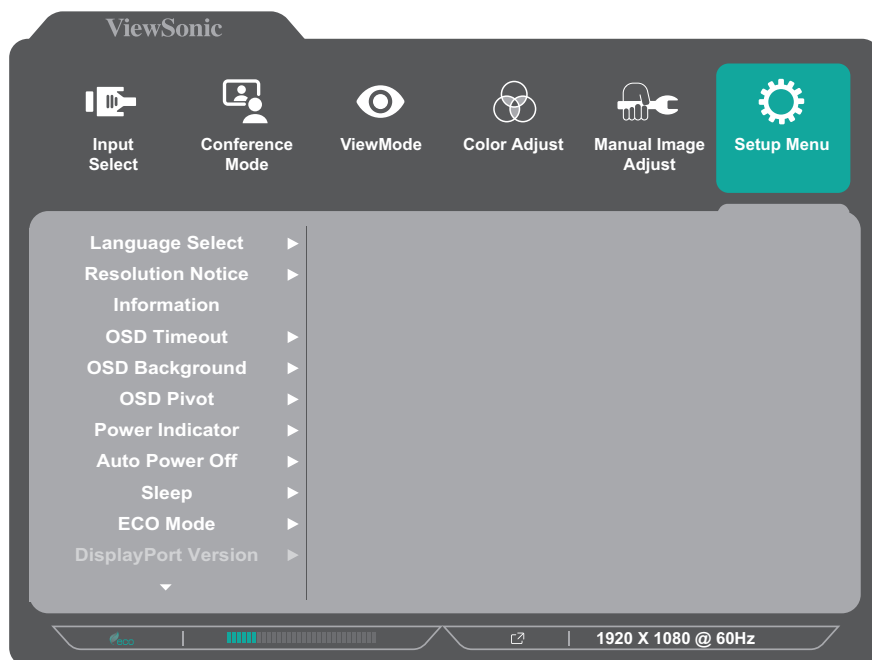 ViewSonic
Input
Select
Conference
Mode
ViewMode
Color Adjust
Manual Image
Adjust
Setup Menu
Language Select
Resolution Notice
Information
OSD Timeout
OSD Background
OSD Pivot
Power Indicator
Auto Power Off
Sleep
ECO Mode
DisplayPort Version
eco
1920 X 1080 @ 60Hz